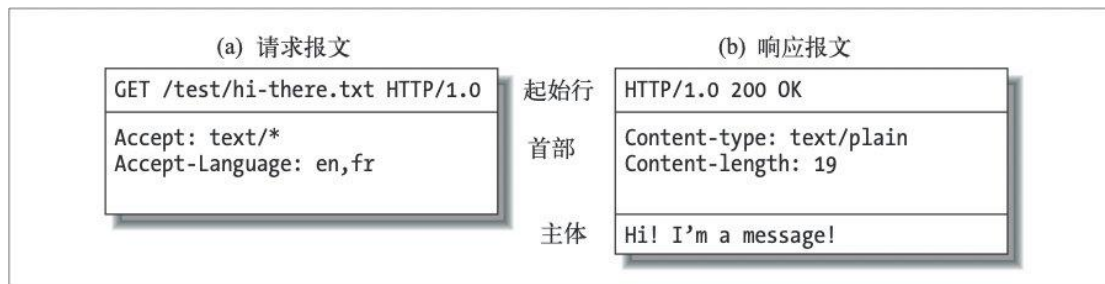 (a) 请求报文
GET /test/hi-there.txt HTTP/1.0
Accept: text/*
Accept-Language: en,fr
起始行
首部
主体
(b) 响应报文
HTTP/1.0 200 OK
Content-type: text/plain
Content-length: 19
Hi! I’m a message!